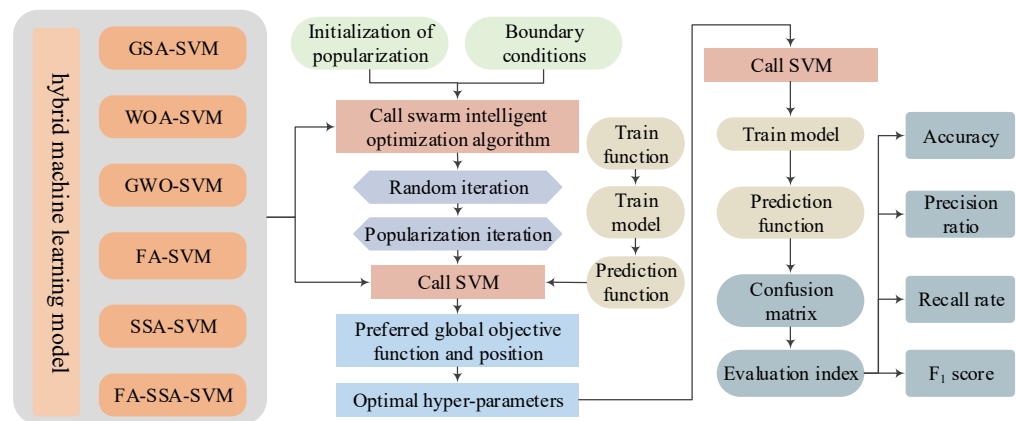 hybrid machine learning model
GSA-SVM
WOA-SVM
GWO-SVM
FA-SVM
SSA-SVM
FA-SSA-SVM
Initialization of
popularization
Boundary
conditions
Call swarm intelligent
optimization algorithm
Random iteration
Popularization iteration
Call SVM
Preferred global objective
function and position
Optimal hyper-parameters
Train
function
Train
model
Prediction
function
Call SVM
Train model
Prediction
function
Confusion
matrix
Evaluation index
Accuracy
Precision
ratio
Recall rate
F₁ score